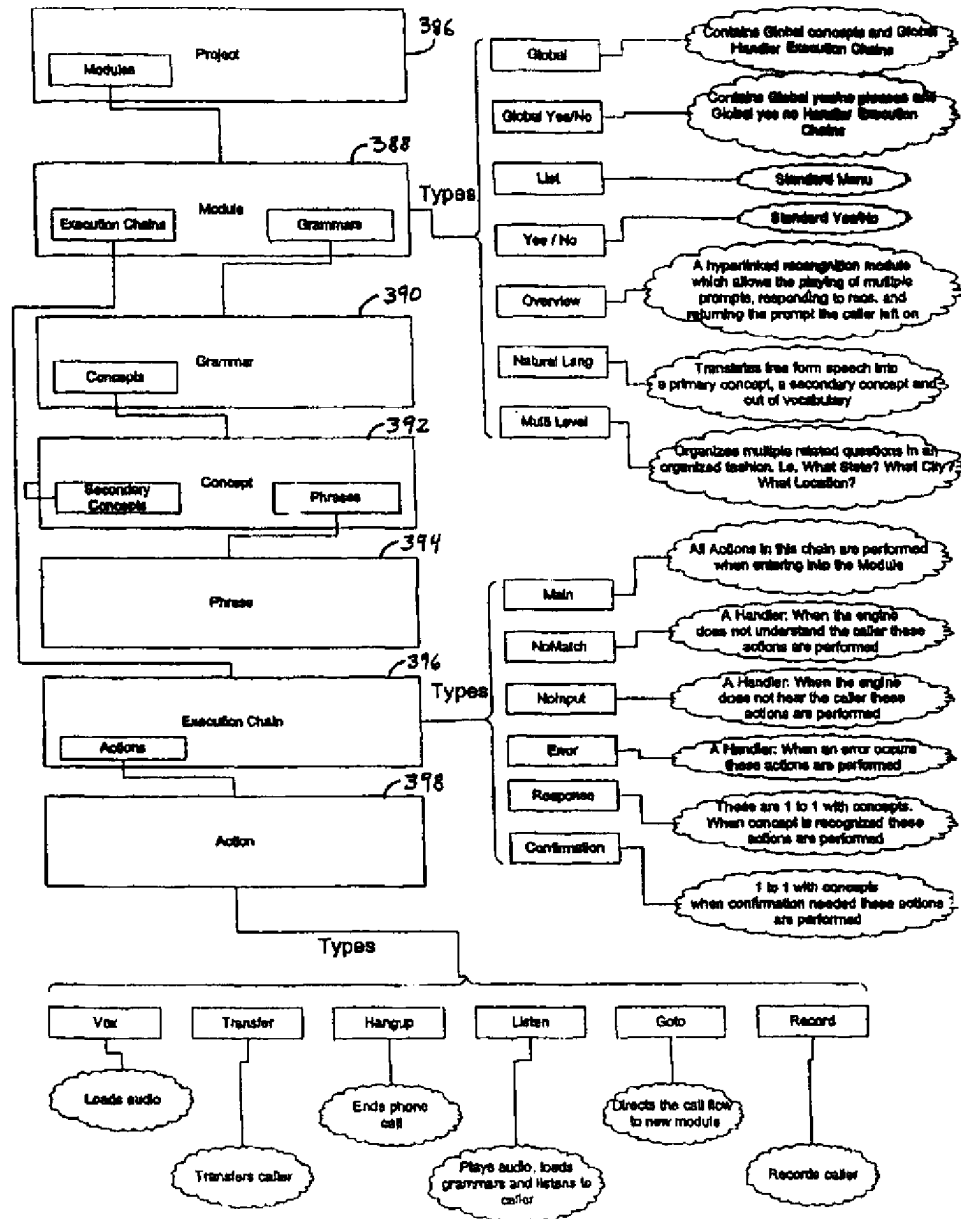 386
Project
Modules
388
Module
Execution Chains
Grammars
390
Grammar
Concepts
392
Concept
Secondary
Concepts
Phrases
394
Phrase
396
Execution Chain
Actions
398
Action
Types
Global
Contains Global concepts and Global
Handler Execution Chains
Global Yes/No
Contains Global yes/no phrases and
Global yes no Handler Execution
Chains
List
Standard Menu
Yes / No
Standard Yes/No
Overview
A hyperlinked recongnition module
which allows the playing of multiple
prompts, responding to recs. and
returning the prompt the caller left on
Natural Lang
Translates free form speech into
a primary concept, a secondary concept and
out of vocabulary
Multi Level
Organizes multiple related questions in an
organized fashion. I.e. What State? What City?
What Location?
Types
Main
All Actions in this chain are performed
when entering into the Module
NoMatch
A Handler: When the engine
does not understand the caller these
actions are performed
NoInput
A Handler: When the engine
does not hear the caller these
actions are performed
Error
A Handler: When an error occurs
these actions are performed
Response
These are 1 to 1 with concepts.
When concept is recognized these
actions are performed
Confirmation
1 to 1 with concepts
when confirmation needed these actions
are performed
Types
Vox
Transfer
Hangup
Listen
Goto
Record
Loads audio
Transfers caller
Ends phone
call
Plays audio, loads
grammars and listens to
caller
Directs the call flow
to new module
Records caller